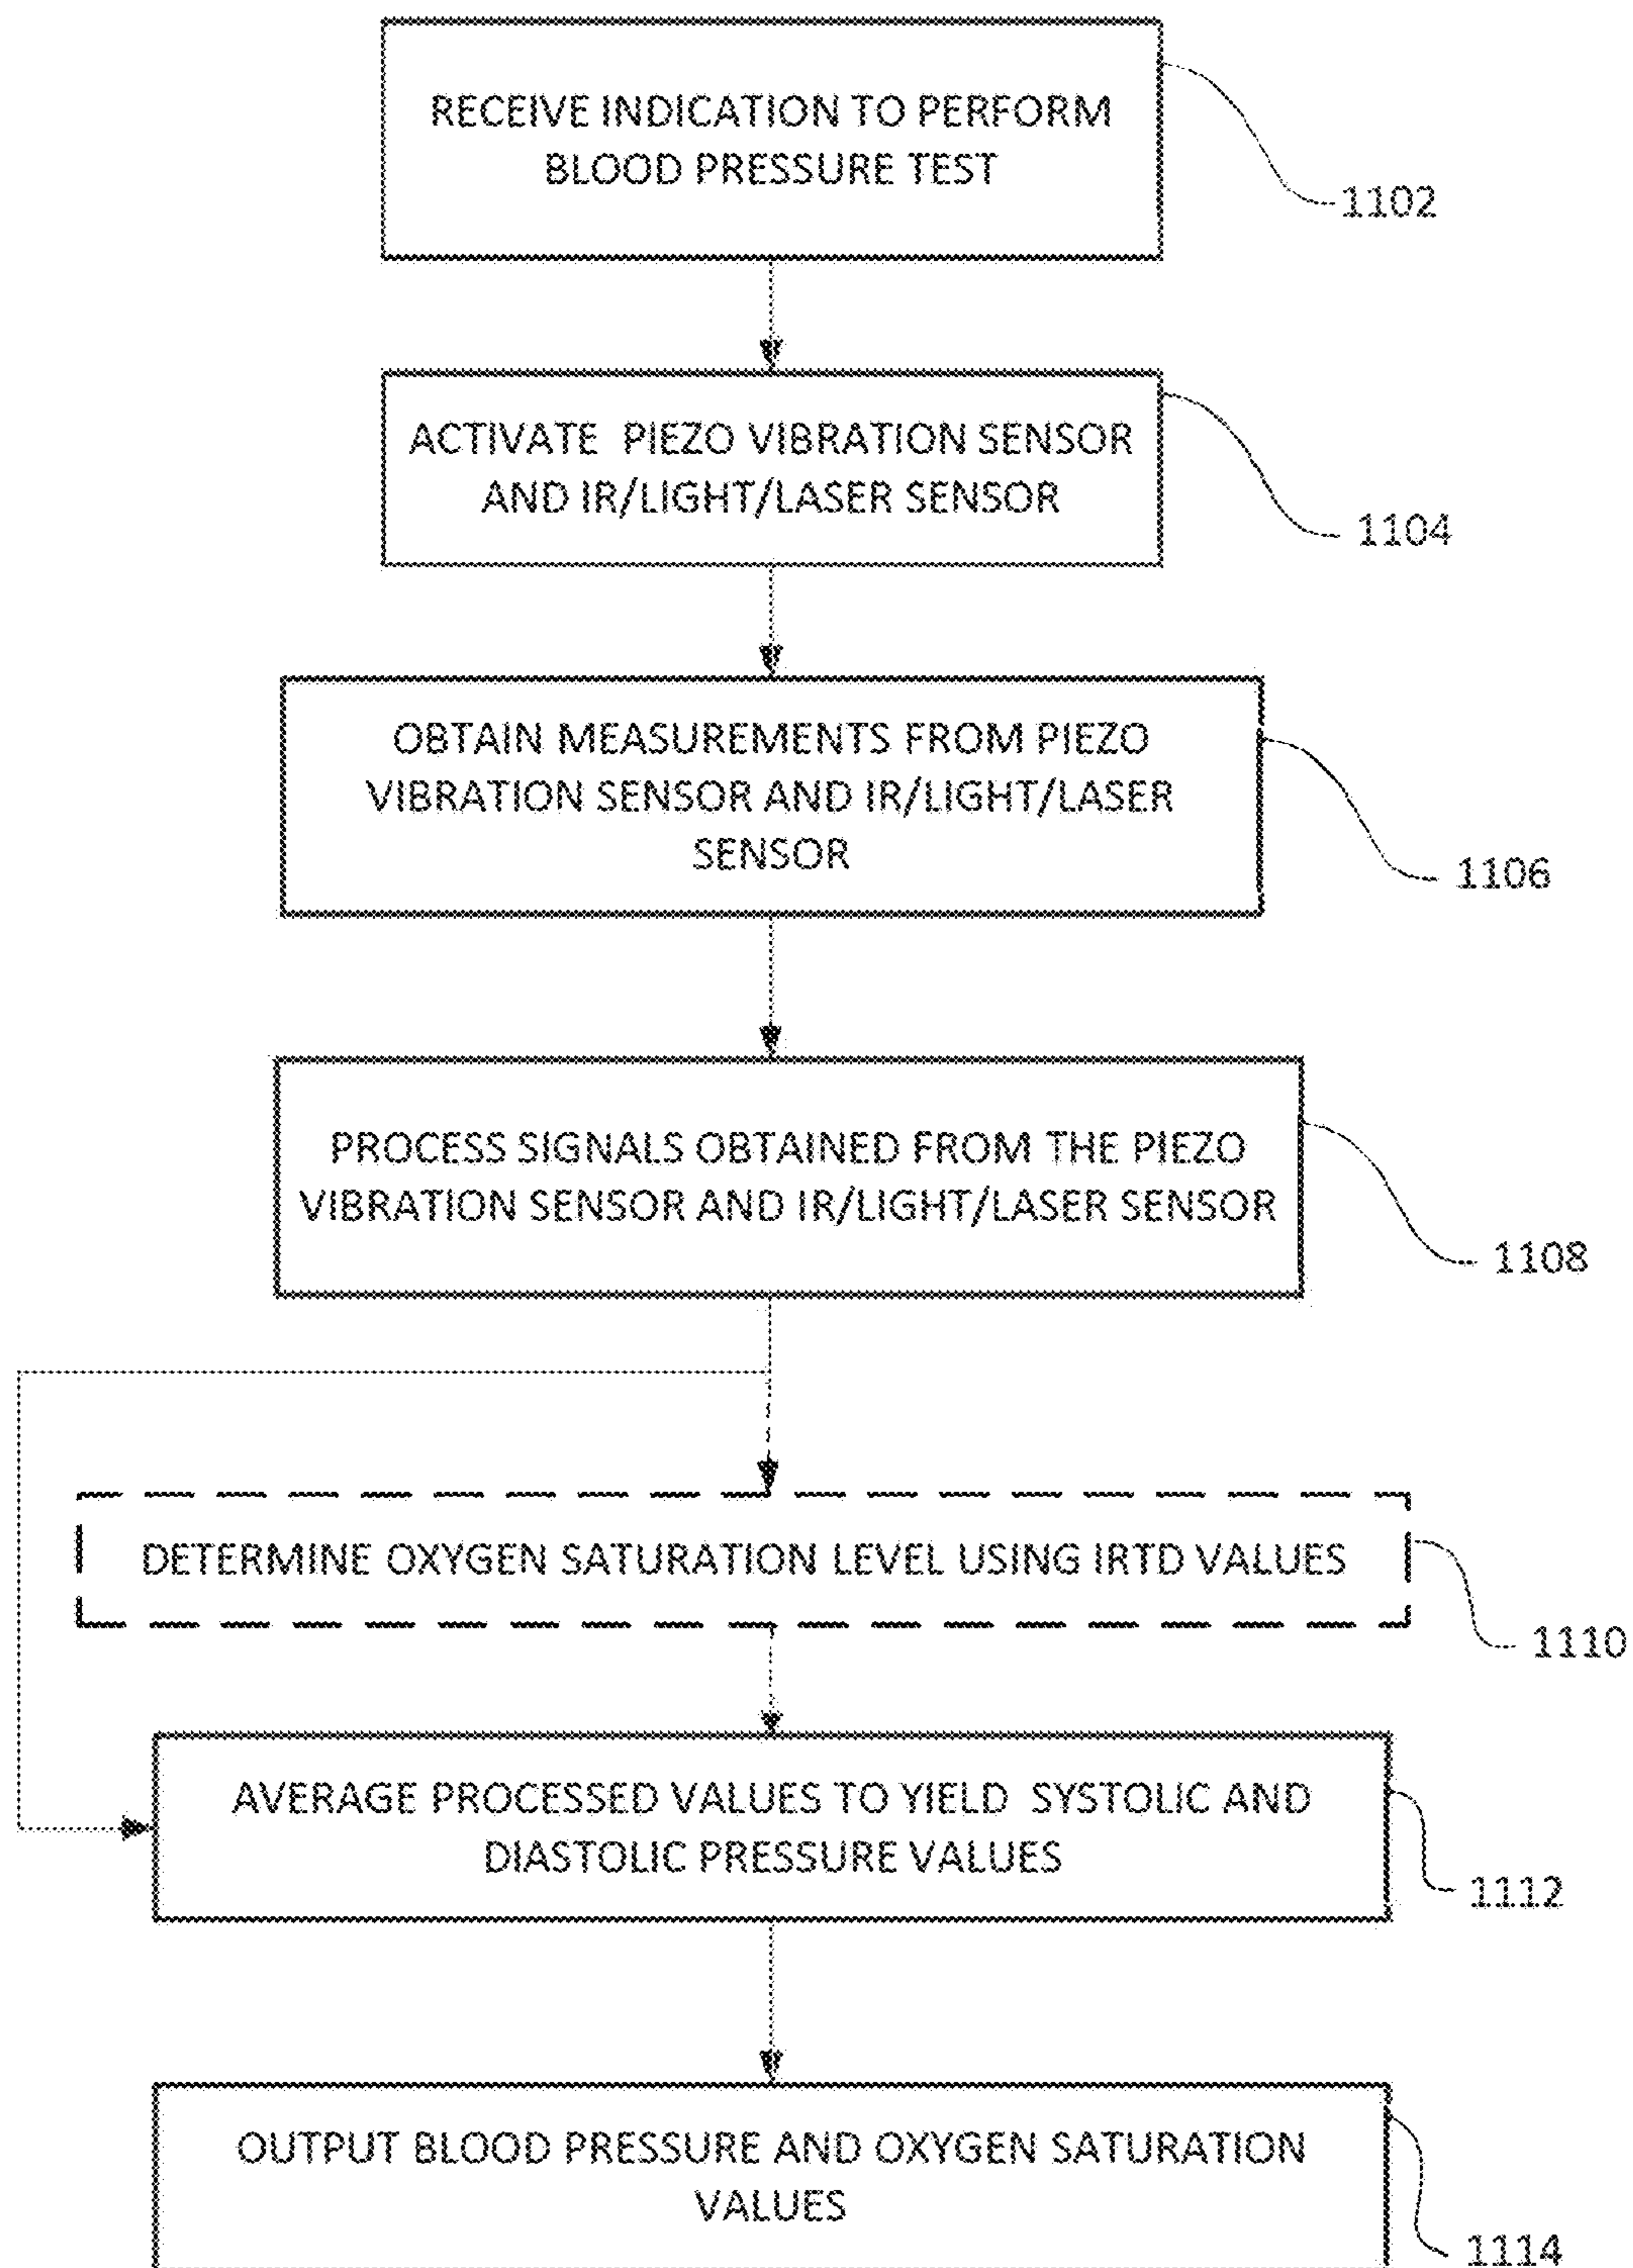 RECEIVE INDICATION TO PERFORM
BLOOD PRESSURE TEST
1102
ACTIVATE PIEZO VIBRATION SENSOR
AND IR/LIGHT/LASER SENSOR
1104
OBTAIN MEASUREMENTS FROM PIEZO
VIBRATION SENSOR AND IR/LIGHT/LASER
SENSOR
1106
PROCESS SIGNALS OBTAINED FROM THE PIEZO
VIBRATION SENSOR AND IR/LIGHT/LASER SENSOR
1108
DETERMINE OXYGEN SATURATION LEVEL USING IRTD VALUES
1110
AVERAGE PROCESSED VALUES TO YIELD SYSTOLIC AND
DIASTOLIC PRESSURE VALUES
1112
OUTPUT BLOOD PRESSURE AND OXYGEN SATURATION
VALUES
1114